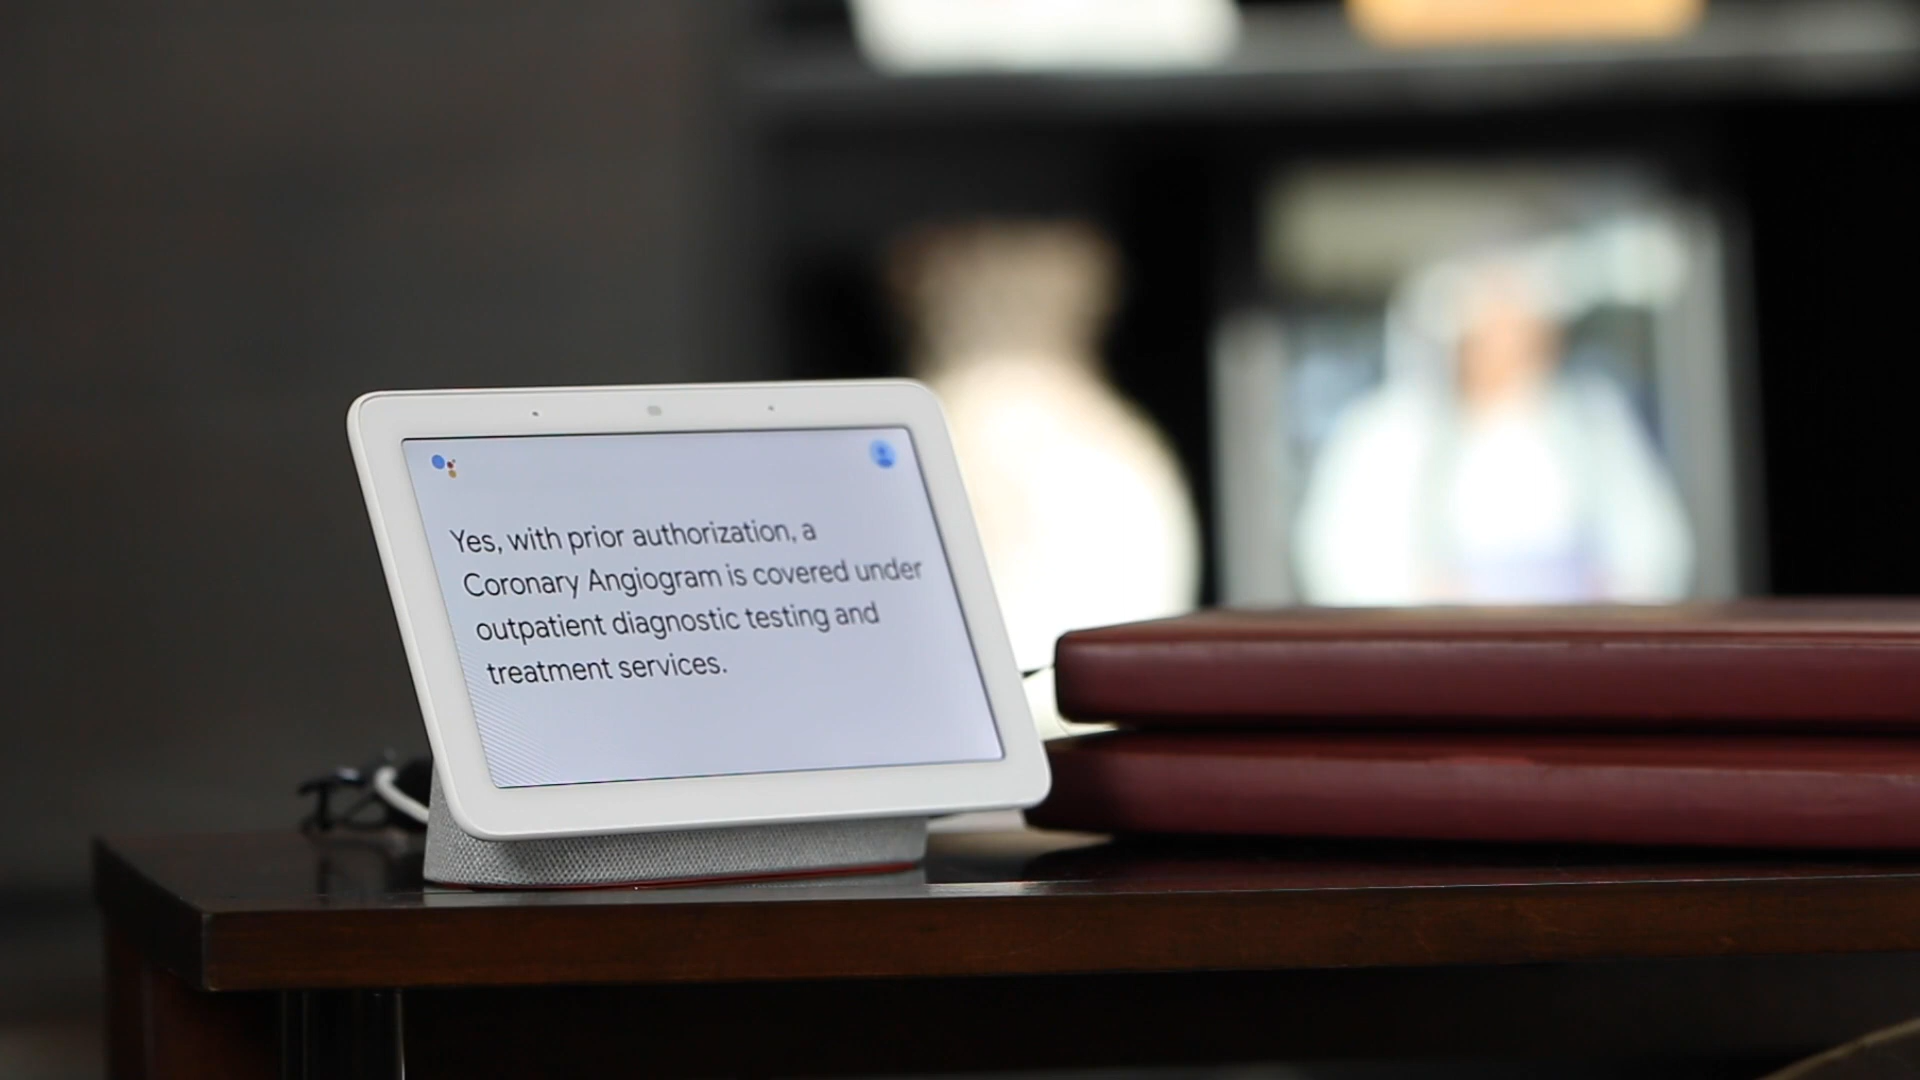 Yes, with prior authorization, a
Coronary Angiogram is covered under
outpatient diagnostic testing and
treatment services.